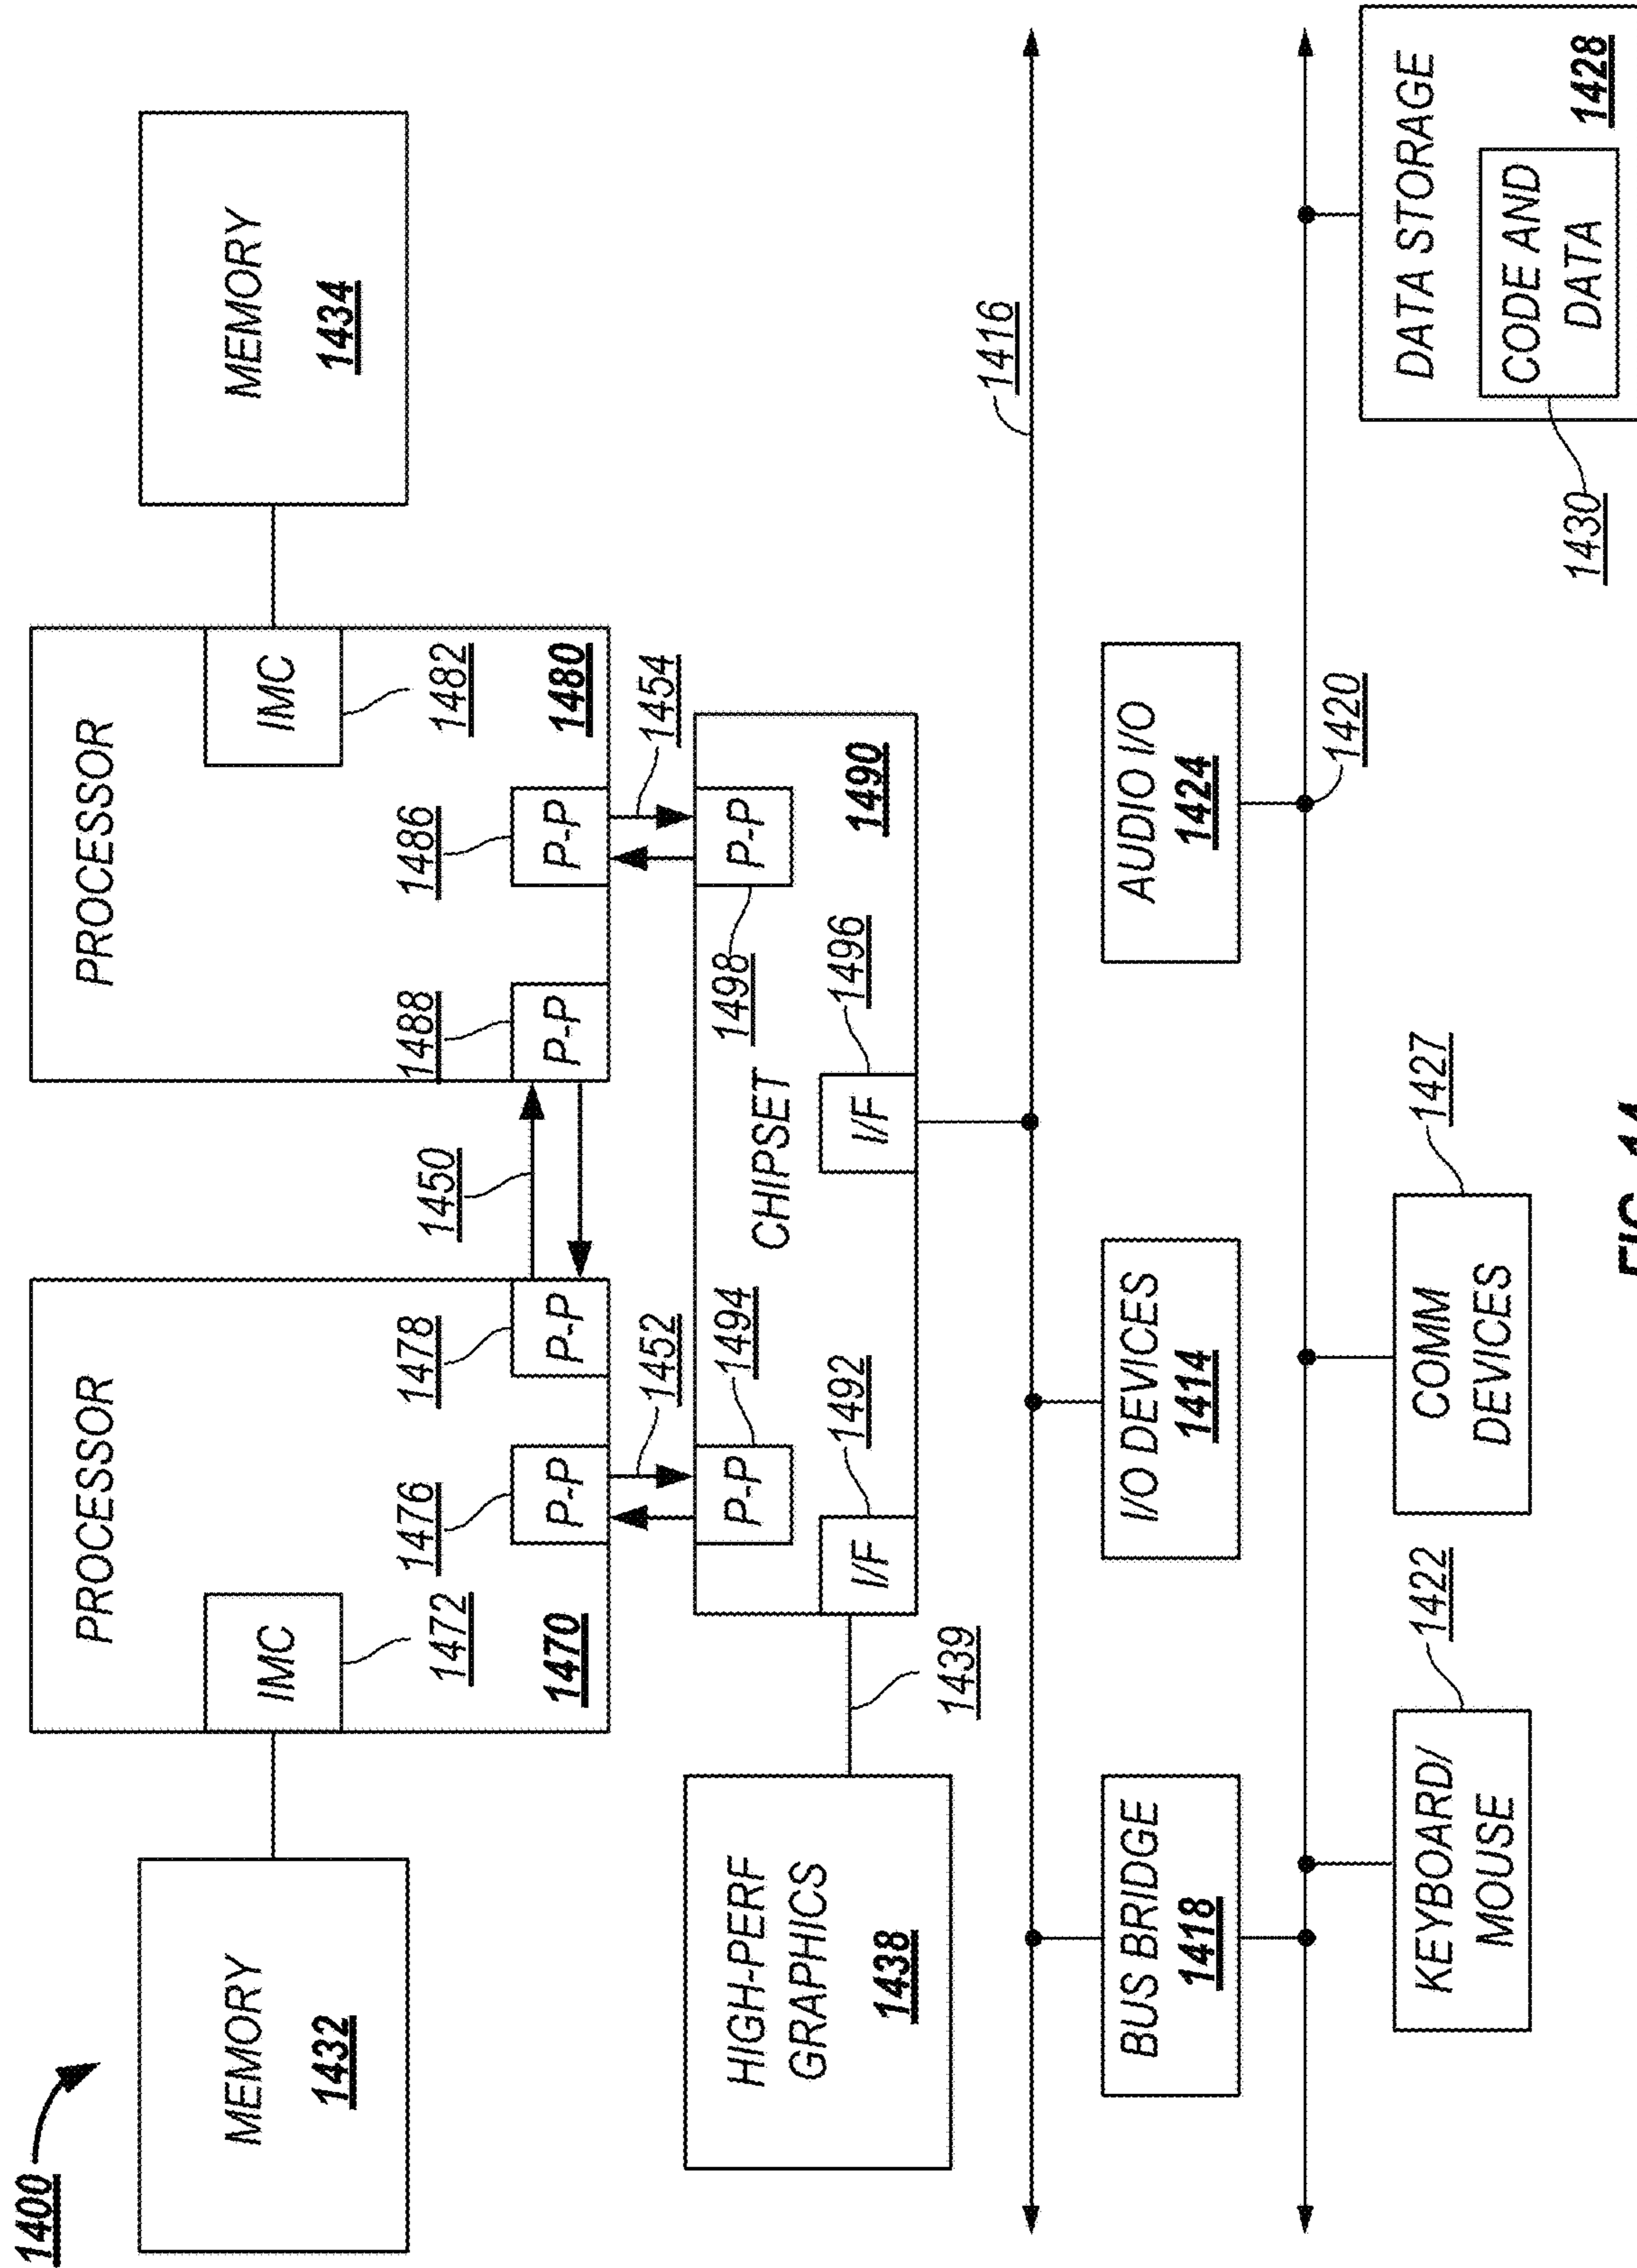 1400
MEMORY
1432
PROCESSOR
IMC
1472
1470
1476
P-P
1478
P-P
1450
PROCESSOR
1488
P-P
1486
P-P
IMC
1482
1480
MEMORY
1434
1452
1454
P-P
1494
CHIPSET
P-P
1498
1490
I/F
1492
I/F
1496
HIGH-PERF
GRAPHICS
1438
1439
1416
BUS BRIDGE
1418
I/O DEVICES
1414
AUDIO I/O
1424
1420
KEYBOARD/
MOUSE
1422
COMM
DEVICES
1427
DATA STORAGE
CODE AND
DATA
1428
1430
FIG. 14